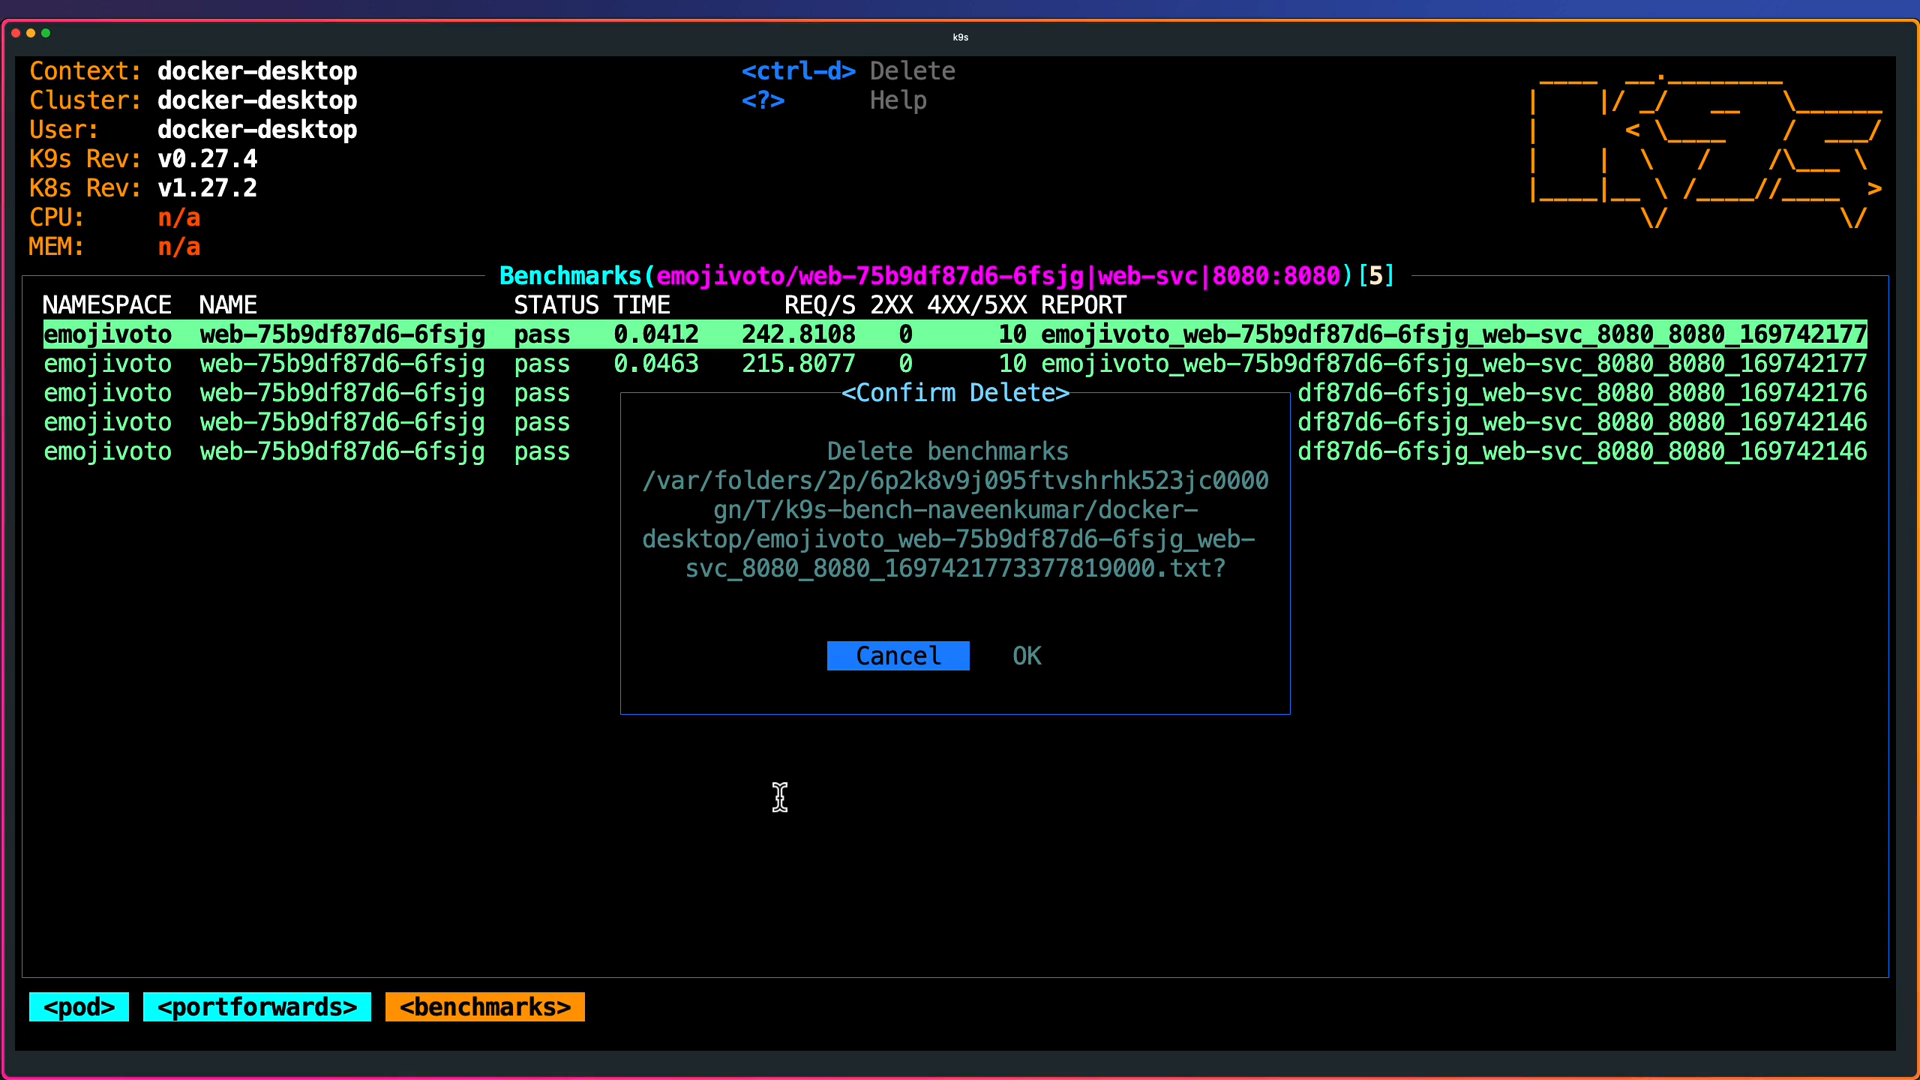 k9s
Context: docker-desktop
Cluster: docker-desktop
User: docker-desktop
K9s Rev: v0.27.4
K8s Rev: v1.27.2
CPU: n/a
MEM: n/a
<ctrl-d> Delete
<?> Help
Benchmarks(emojivoto/web-75b9df87d6-6fsjg|web-svc|8080:8080)[5]
NAMESPACE NAME STATUS TIME REQ/S 2XX 4XX/5XX REPORT
emojivoto web-75b9df87d6-6fsjg pass 0.0412 242.8108 0 10 emojivoto_web-75b9df87d6-6fsjg_web-svc_8080_8080_169742177
emojivoto web-75b9df87d6-6fsjg pass 0.0463 215.8077 0 10 emojivoto_web-75b9df87d6-6fsjg_web-svc_8080_8080_169742177
emojivoto web-75b9df87d6-6fsjg pass df87d6-6fsjg_web-svc_8080_8080_169742176
emojivoto web-75b9df87d6-6fsjg pass df87d6-6fsjg_web-svc_8080_8080_169742146
emojivoto web-75b9df87d6-6fsjg pass df87d6-6fsjg_web-svc_8080_8080_169742146
<Confirm Delete>
Delete benchmarks
/var/folders/2p/6p2k8v9j095ftvshrhk523jc0000
gn/T/k9s-bench-naveenkumar/docker-
desktop/emojivoto_web-75b9df87d6-6fsjg_web-
svc_8080_8080_1697421773377819000.txt?
Cancel OK
<pod> <portforwards> <benchmarks>